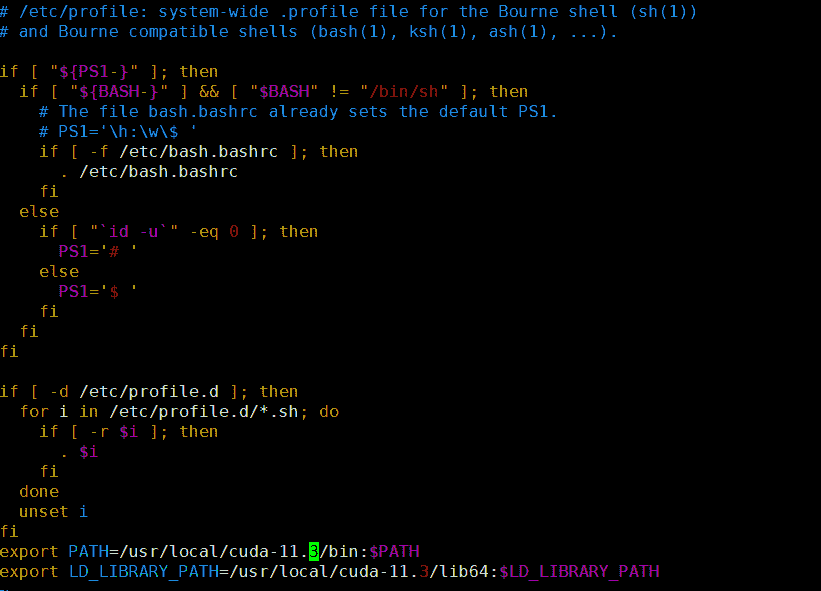 # /etc/profile: system-wide .profile file for the Bourne shell (sh(1))
# and Bourne compatible shells (bash(1), ksh(1), ash(1), ...).

if [ "${PS1-}" ]; then
  if [ "${BASH-}" ] && [ "$BASH" != "/bin/sh" ]; then
    # The file bash.bashrc already sets the default PS1.
    # PS1='\h:\w\$ '
    if [ -f /etc/bash.bashrc ]; then
      . /etc/bash.bashrc
    fi
  else
    if [ "`id -u`" -eq 0 ]; then
      PS1='# '
    else
      PS1='$ '
    fi
  fi
fi

if [ -d /etc/profile.d ]; then
  for i in /etc/profile.d/*.sh; do
    if [ -r $i ]; then
      . $i
    fi
  done
  unset i
fi
export PATH=/usr/local/cuda-11.3/bin:$PATH
export LD_LIBRARY_PATH=/usr/local/cuda-11.3/lib64:$LD_LIBRARY_PATH